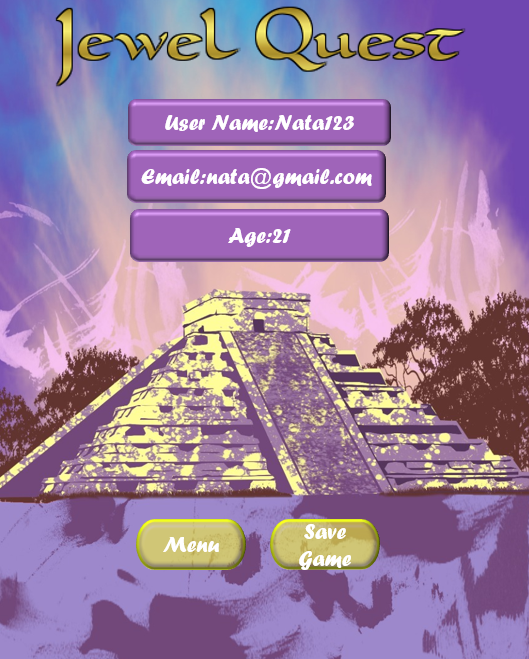 Jewel Quest
User Name:Nata123
Email:nata@gmail.com
Age:21
Menu
Save
Game